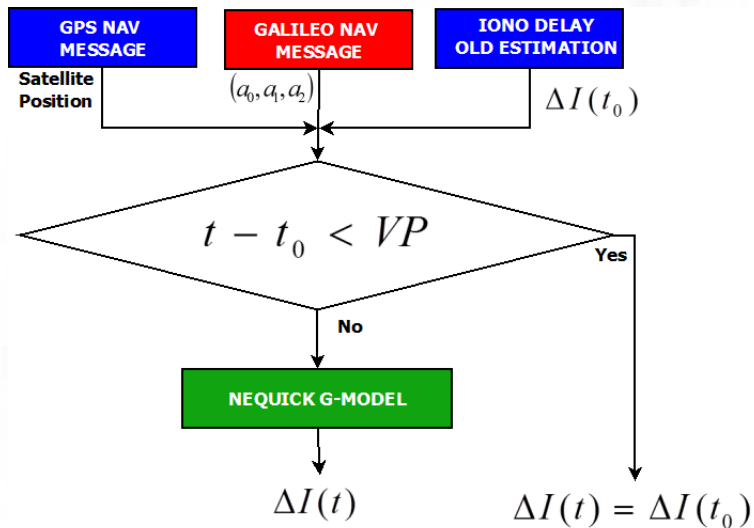 GPS NAV
MESSAGE
GALILEO NAV
MESSAGE
IONO DELAY
OLD ESTIMATION
Satellite
Position
(a₀,a₁,a₂)
ΔI(t₀)
t − t₀ < VP
Yes
No
NEQUICK G-MODEL
ΔI(t)
ΔI(t) = ΔI(t₀)